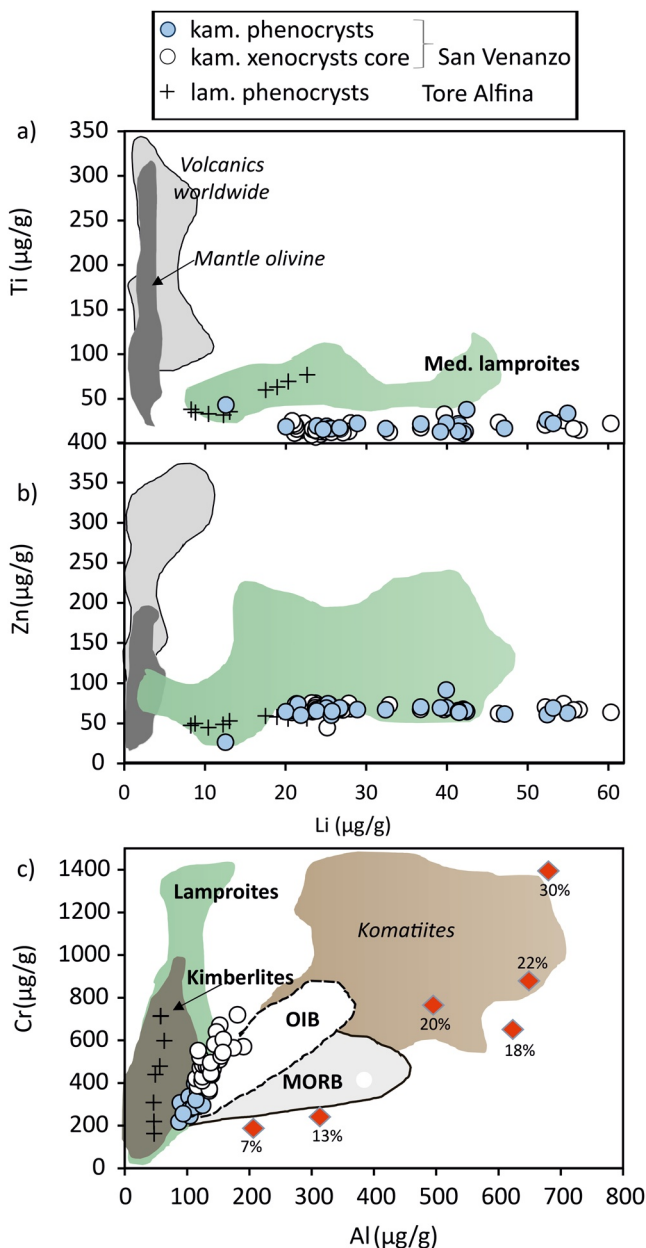 kam. phenocrysts
kam. xenocrysts core
San Venanzo
lam. phenocrysts Tore Alfina
a)
350
300
250
200
150
100
50
400
Ti (µg/g)
Volcanics
worldwide
Mantle olivine
Med. lamproites
b)
350
300
250
200
150
100
50
0
Zn(µg/g)
0 10 20 30 40 50 60
Li (µg/g)
c)
1400
1200
1000
800
600
400
200
0
Cr(µg/g)
Lamproites
Kimberlites
Komatiites
OIB
MORB
30%
22%
20%
18%
13%
7%
0 100 200 300 400 500 600 700 800
Al(µg/g)